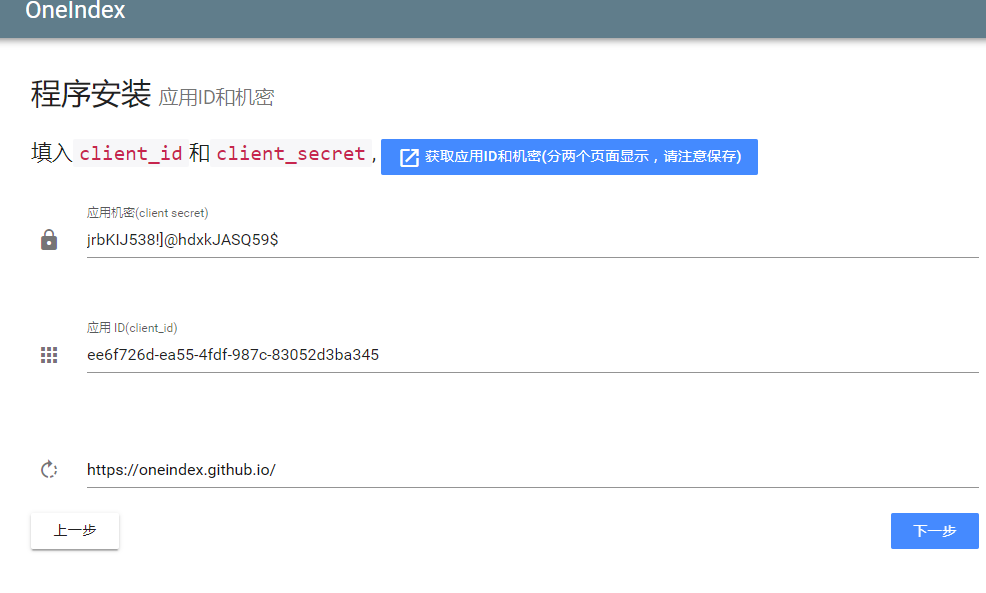 OneIndex
程序安装 应用ID和机密
填入 client_id 和 client_secret , 获取应用ID和机密(分两个页面显示，请注意保存)
应用机密(client secret)
jrbKIJ538!]@hdxkJASQ59$
应用 ID(client_id)
ee6f726d-ea55-4fdf-987c-83052d3ba345
https://oneindex.github.io/
上一步 下一步